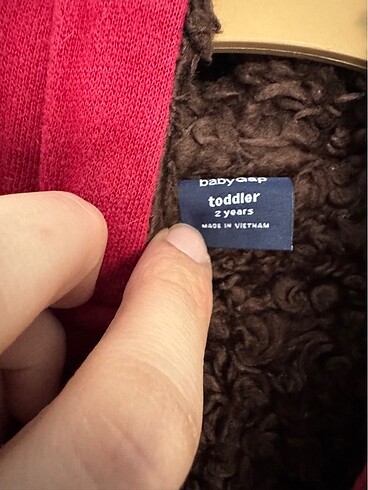 babyGap
toddler
2 years
MADE IN VIETNAM